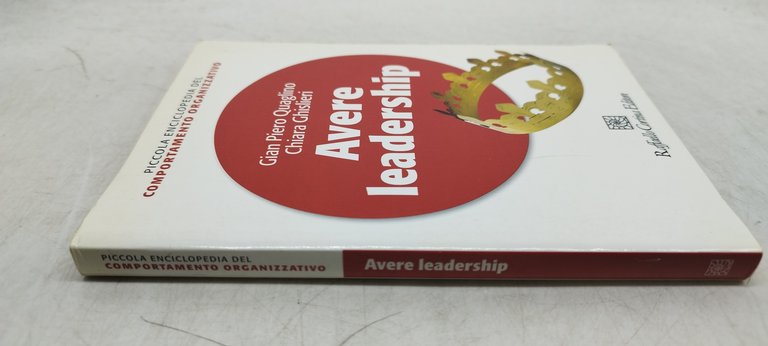 PICCOLA ENCICLOPEDIA DEL
COMPORTAMENTO ORGANIZZATIVO
Gian Piero Quaglino
Chiara Ghislieri
Avere
leadership
Raffaello Cortina Editore
PICCOLA ENCICLOPEDIA DEL
COMPORTAMENTO ORGANIZZATIVO
Avere leadership